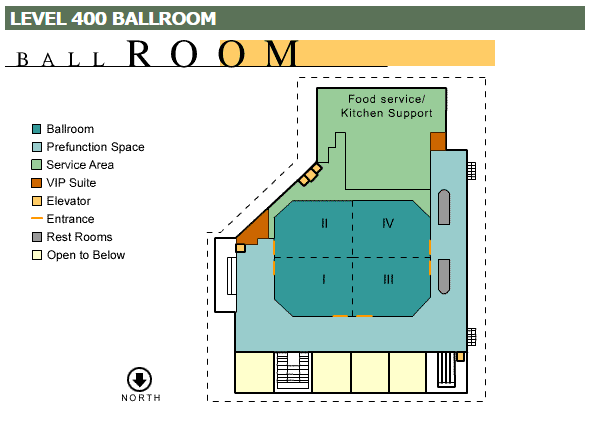 LEVEL 400 BALLROOM
BALL ROOM
Food service/
Kitchen Support
Ballroom
Prefunction Space
Service Area
VIP Suite
Elevator
Entrance
Rest Rooms
Open to Below
II
IV
I
III
NORTH